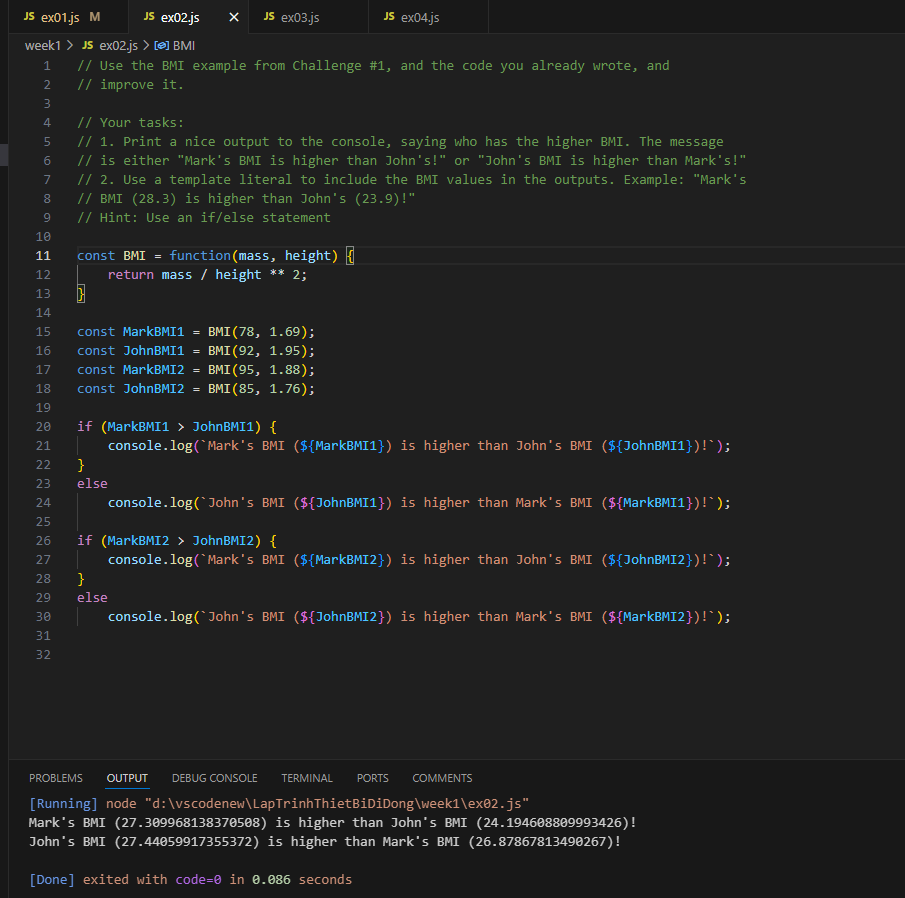 JS ex01.js M JS ex02.js × JS ex03.js JS ex04.js
week1 > JS ex02.js > BMI
1 // Use the BMI example from Challenge #1, and the code you already wrote, and
2 // improve it.
3
4 // Your tasks:
5 // 1. Print a nice output to the console, saying who has the higher BMI. The message
6 // is either "Mark's BMI is higher than John's!" or "John's BMI is higher than Mark's!"
7 // 2. Use a template literal to include the BMI values in the outputs. Example: "Mark's
8 // BMI (28.3) is higher than John's (23.9)!"
9 // Hint: Use an if/else statement
10
11 const BMI = function(mass, height) {
12     return mass / height ** 2;
13 }
14
15 const MarkBMI1 = BMI(78, 1.69);
16 const JohnBMI1 = BMI(92, 1.95);
17 const MarkBMI2 = BMI(95, 1.88);
18 const JohnBMI2 = BMI(85, 1.76);
19
20 if (MarkBMI1 > JohnBMI1) {
21     console.log(`Mark's BMI (${MarkBMI1}) is higher than John's BMI (${JohnBMI1})!`);
22 }
23 else
24     console.log(`John's BMI (${JohnBMI1}) is higher than Mark's BMI (${MarkBMI1})!`);
25
26 if (MarkBMI2 > JohnBMI2) {
27     console.log(`Mark's BMI (${MarkBMI2}) is higher than John's BMI (${JohnBMI2})!`);
28 }
29 else
30     console.log(`John's BMI (${JohnBMI2}) is higher than Mark's BMI (${MarkBMI2})!`);
31
32
PROBLEMS OUTPUT DEBUG CONSOLE TERMINAL PORTS COMMENTS
[Running] node "d:\vscodenew\LapTrinhThietBiDiDong\week1\ex02.js"
Mark's BMI (27.309968138370508) is higher than John's BMI (24.194608809993426)!
John's BMI (27.44059917355372) is higher than Mark's BMI (26.87867813490267)!
[Done] exited with code=0 in 0.086 seconds